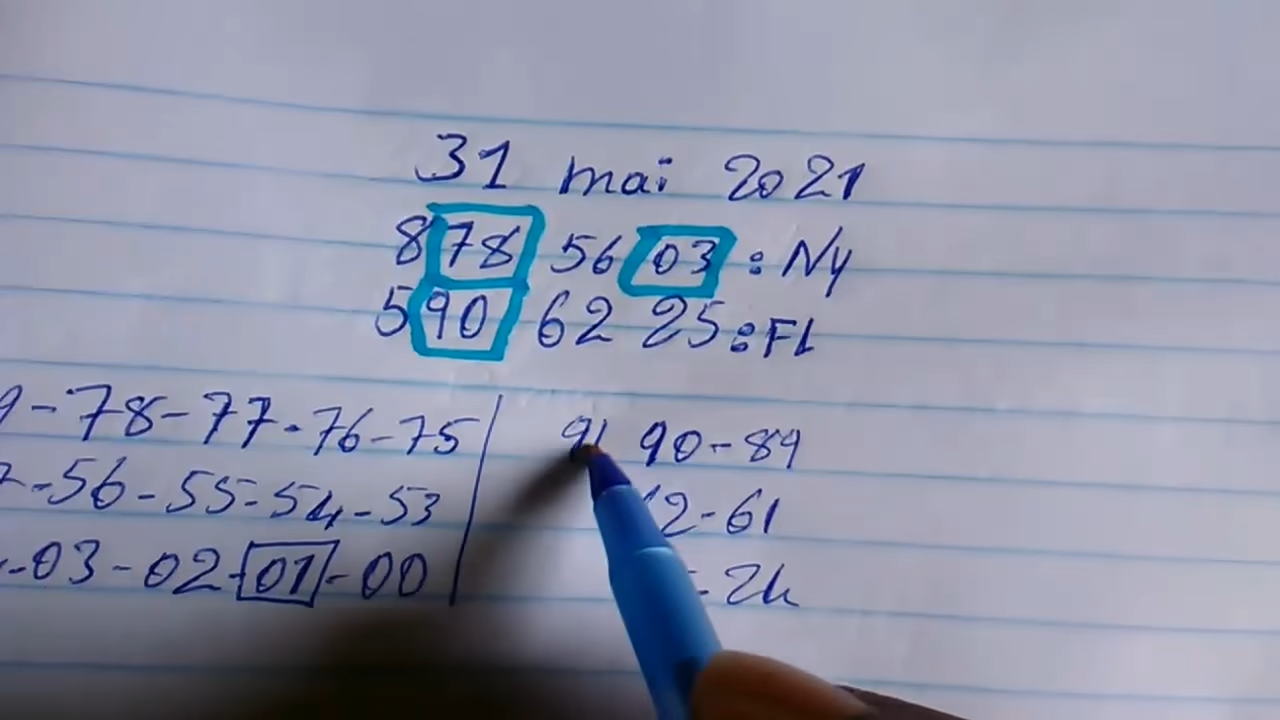 31 mai 2021
878 56 03 : NY
590 62 25 : FL
-78-77-76-75
-56-55-54-53
-03-02-01-00
91 90-89
-61
-24